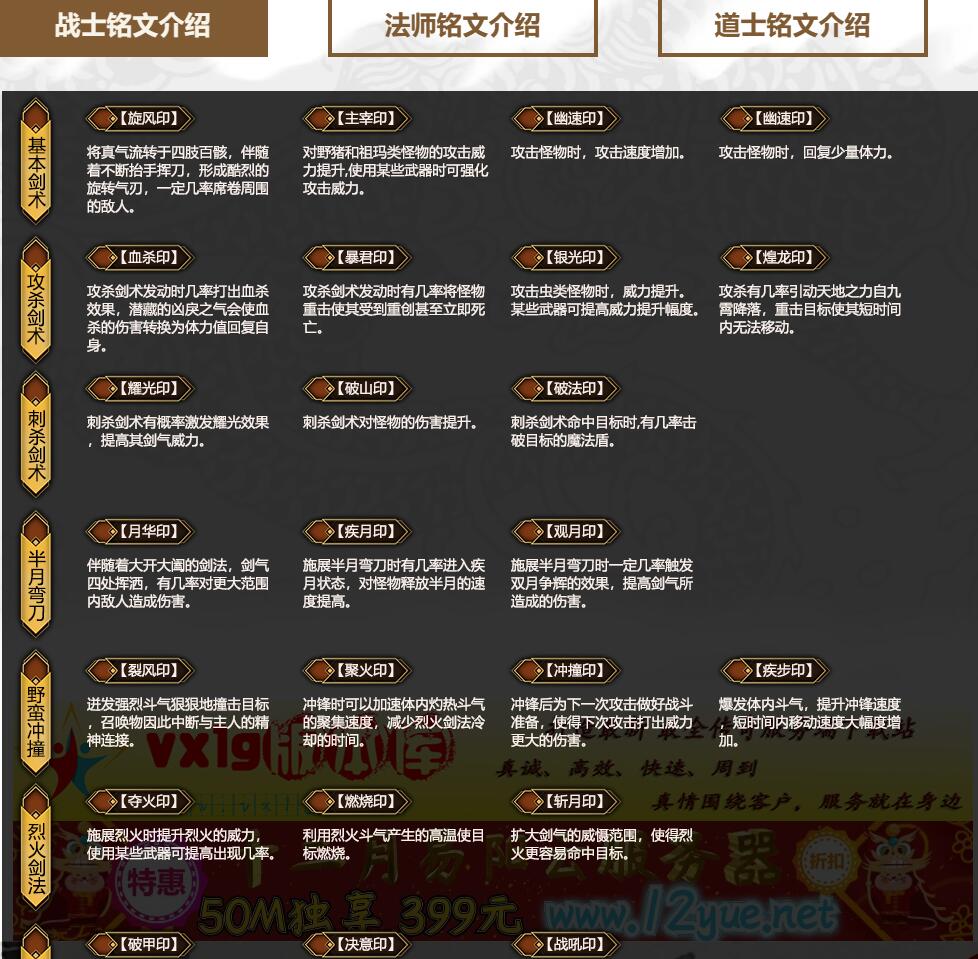 战士铭文介绍
法师铭文介绍
道士铭文介绍
基本剑术
【旋风印】
将真气流转于四肢百骸，伴随
着不断抬手挥刀，形成酷烈的
旋转气刃，一定几率席卷周围
的敌人。
【主宰印】
对野猪和祖玛类怪物的攻击威
力提升,使用某些武器时可强化
攻击威力。
【幽速印】
攻击怪物时，攻击速度增加。
【幽速印】
攻击怪物时，回复少量体力。
攻杀剑术
【血杀印】
攻杀剑术发动时几率打出血杀
效果，潜藏的凶戾之气会使血
杀的伤害转换为体力值回复自
身。
【暴君印】
攻杀剑术发动时有几率将怪物
重击使其受到重创甚至立即死
亡。
【银光印】
攻击虫类怪物时，威力提升。
某些武器可提高威力提升幅度。
【煌龙印】
攻杀有几率引动天地之力自九
霄降落，重击目标使其短时间
内无法移动。
刺杀剑术
【耀光印】
刺杀剑术有概率激发耀光效果
，提高其剑气威力。
【破山印】
刺杀剑术对怪物的伤害提升。
【破法印】
刺杀剑术命中目标时,有几率击
破目标的魔法盾。
半月弯刀
【月华印】
伴随着大开大阖的剑法，剑气
四处挥洒，有几率对更大范围
内敌人造成伤害。
【疾月印】
施展半月弯刀时有几率进入疾
月状态，对怪物释放半月的速
度提高。
【观月印】
施展半月弯刀时一定几率触发
双月争辉的效果，提高剑气所
造成的伤害。
野蛮冲撞
【裂风印】
迸发强烈斗气狠狠地撞击目标
，召唤物因此中断与主人的精
神连接。
【聚火印】
冲锋时可以加速体内灼热斗气
的聚集速度，减少烈火剑法冷
却的时间。
【冲撞印】
冲锋后为下一次攻击做好战斗
准备，使得下次攻击打出威力
更大的伤害。
【疾步印】
爆发体内斗气，提升冲锋速度
，短时间内移动速度大幅度增
加。
vx1g版本库
真诚、高效、快速、周到
真情围绕客户，服务就在身边
烈火剑法
【夺火印】
施展烈火时提升烈火的威力，
使用某些武器可提高出现几率。
【燃烧印】
利用烈火斗气产生的高温使目
标燃烧。
【斩月印】
扩大剑气的威慑范围，使得烈
火更容易命中目标。
特惠
折扣
50M独享 399元 www.12yue.net
【破甲印】
【决意印】
【战吼印】